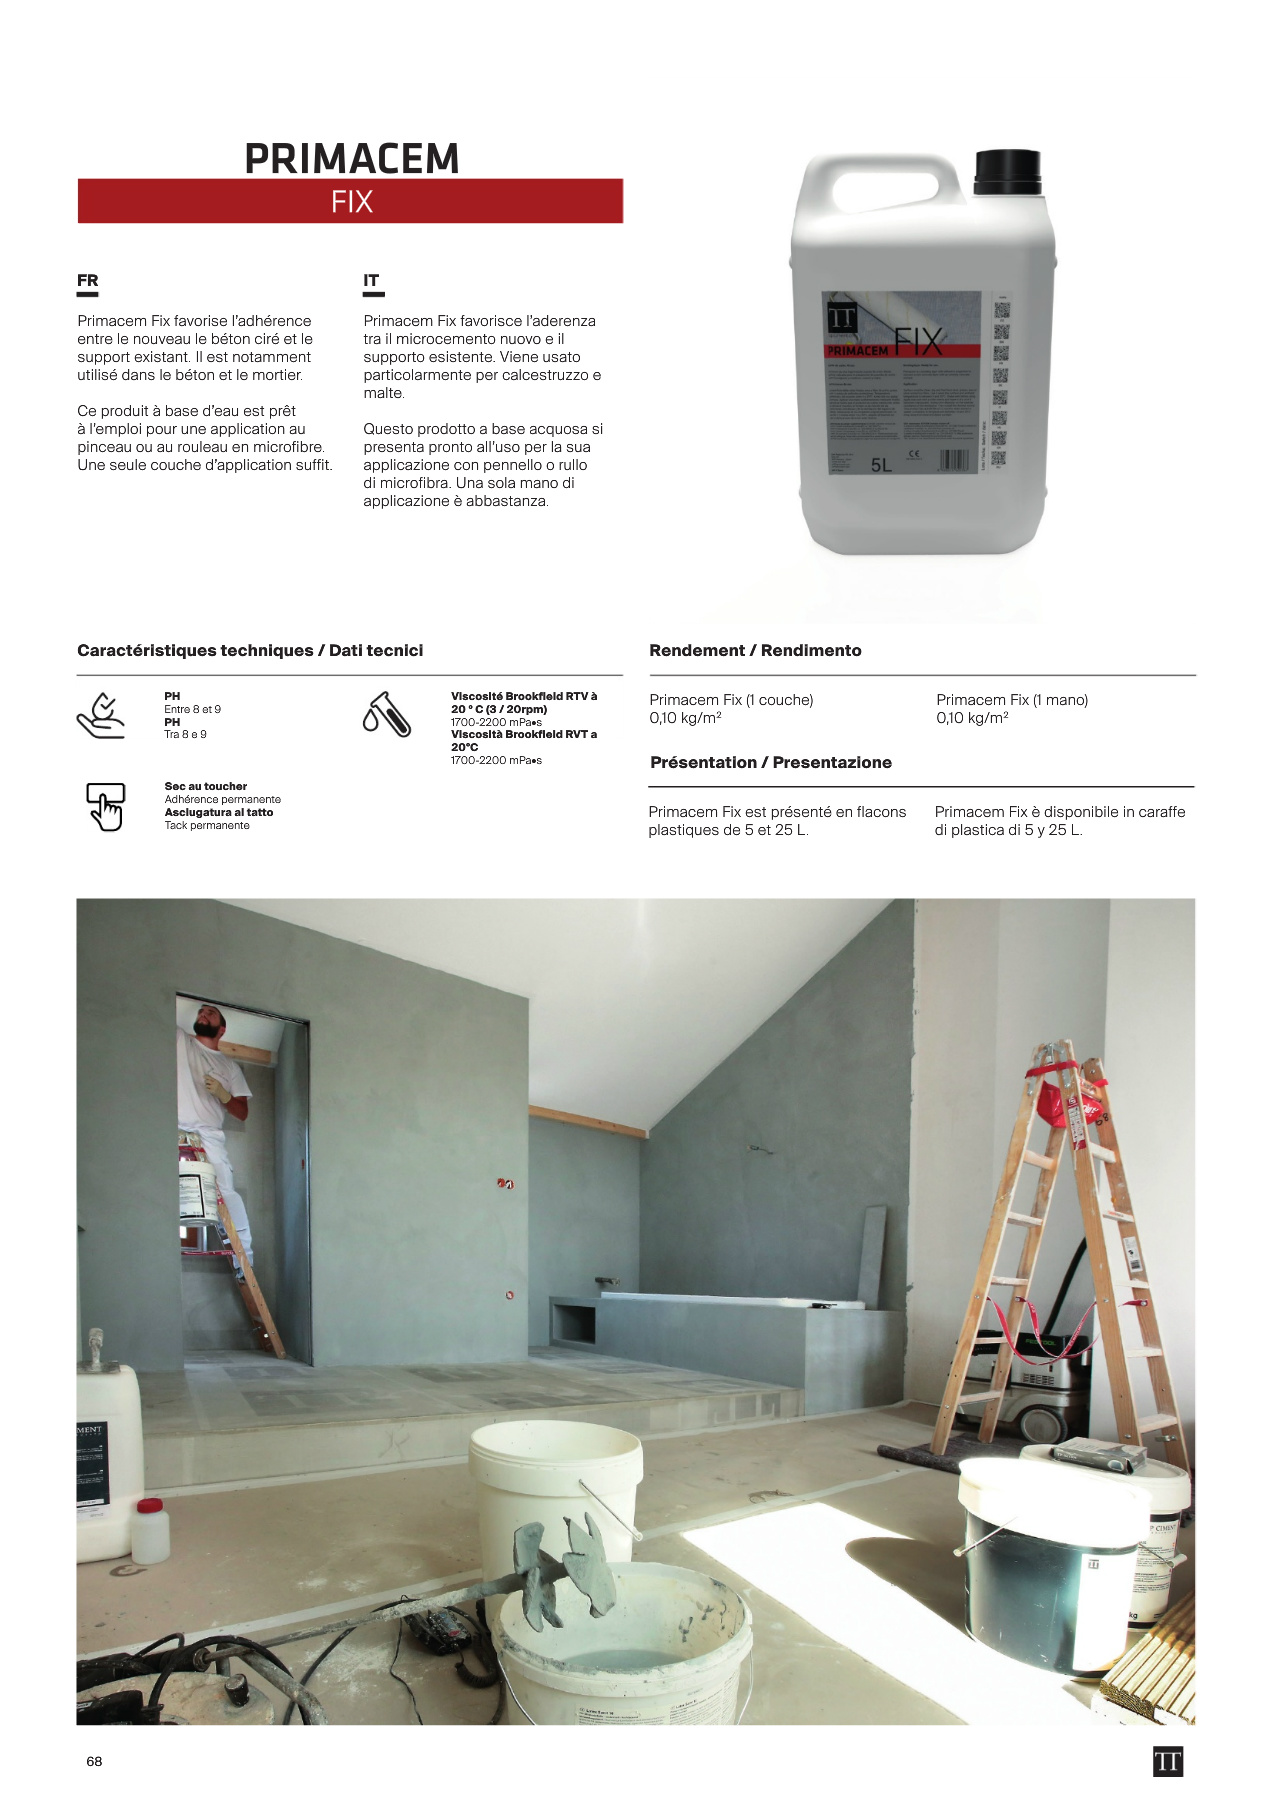 PRIMACEM
FIX
FR
Primacem Fix favorise l’adhérence
entre le nouveau le béton ciré et le
support existant. Il est notamment
utilisé dans le béton et le mortier.
Ce produit à base d’eau est prêt
à l’emploi pour une application au
pinceau ou au rouleau en microfibre.
Une seule couche d’application suffit.
IT
Primacem Fix favorisce l’aderenza
tra il microcemento nuovo e il
supporto esistente. Viene usato
particolarmente per calcestruzzo e
malte.
Questo prodotto a base acquosa si
presenta pronto all’uso per la sua
applicazione con pennello o rullo
di microfibra. Una sola mano di
applicazione è abbastanza.
TT
FIX
PRIMACEM
5L
CE
Caractéristiques techniques / Dati tecnici
PH
Entre 8 et 9
PH
Tra 8 e 9
Viscosité Brookfield RTV à
20 º C (3 / 20rpm)
1700-2200 mPa•s
Viscosità Brookfield RVT a
20ºC
1700-2200 mPa•s
Sec au toucher
Adhérence permanente
Asciugatura al tatto
Tack permanente
Rendement / Rendimento
Primacem Fix (1 couche)
0,10 kg/m²
Primacem Fix (1 mano)
0,10 kg/m²
Présentation / Presentazione
Primacem Fix est présenté en flacons
plastiques de 5 et 25 L.
Primacem Fix è disponibile in caraffe
di plastica di 5 y 25 L.
MENT
CIMENT
kg
68
TT